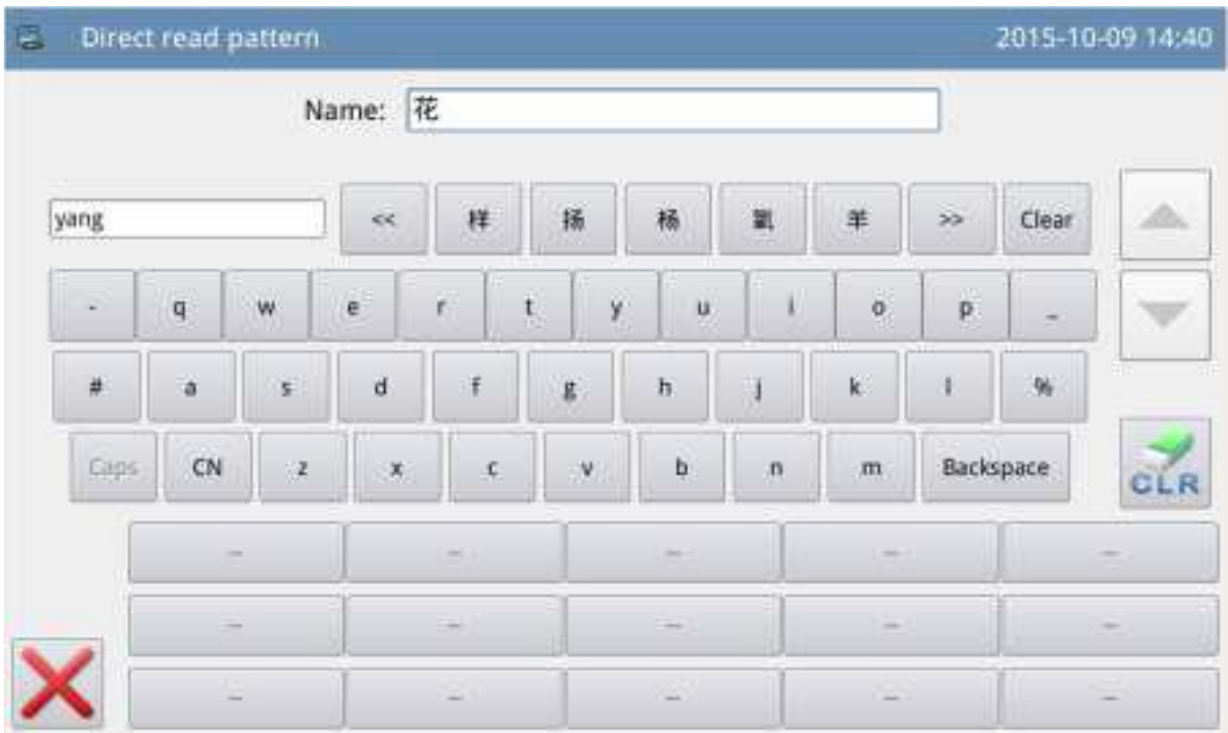 Direct read pattern 2015-10-09 14:40
Name: 花
yang << 样 扬 杨 氩 羊 >> Clear
- q w e r t y u i o p _
# a s d f g h j k l %
Caps CN z x c v b n m Backspace
CLR
-- -- -- -- --
-- -- -- -- --
-- -- -- -- --